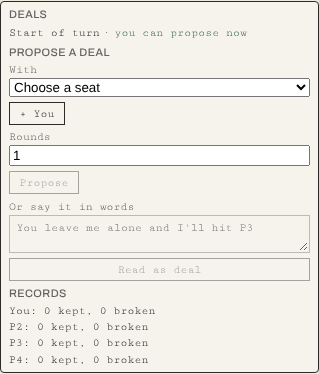 DEALS
Start of turn · you can propose now
PROPOSE A DEAL
With
Choose a seat
+ You
Rounds
1
Propose
Or say it in words
You leave me alone and I'll hit P3
Read as deal
RECORDS
You: 0 kept, 0 broken
P2: 0 kept, 0 broken
P3: 0 kept, 0 broken
P4: 0 kept, 0 broken